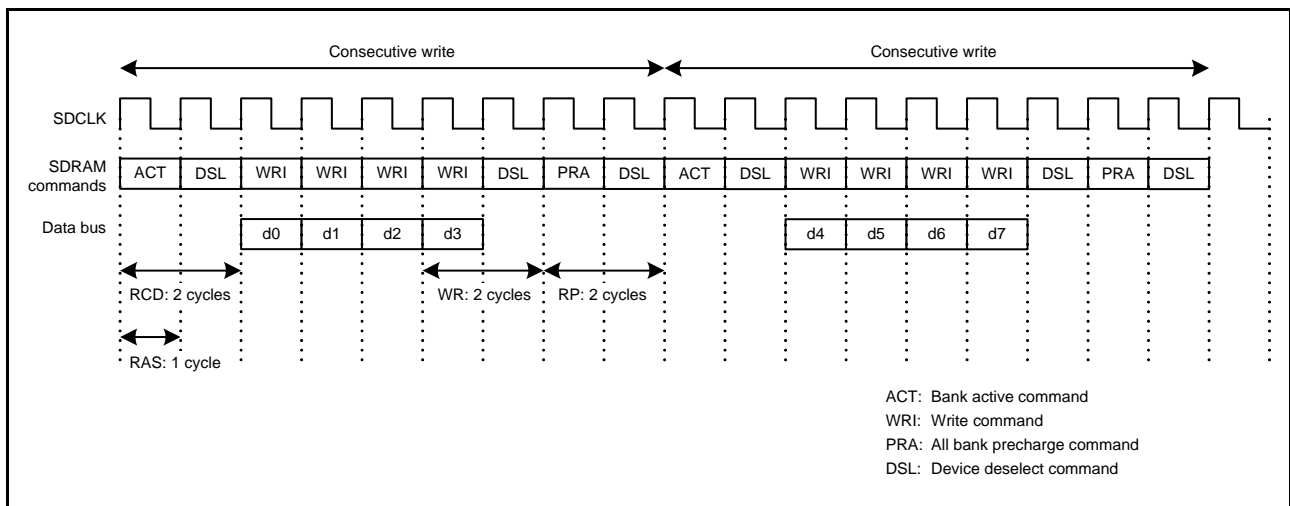 Consecutive write Consecutive write
SDCLK
SDRAM
commands
ACT DSL WRI WRI WRI WRI DSL PRA DSL ACT DSL WRI WRI WRI WRI DSL PRA DSL
Data bus
d0 d1 d2 d3 d4 d5 d6 d7
RCD: 2 cycles WR: 2 cycles RP: 2 cycles
RAS: 1 cycle
ACT: Bank active command
WRI: Write command
PRA: All bank precharge command
DSL: Device deselect command